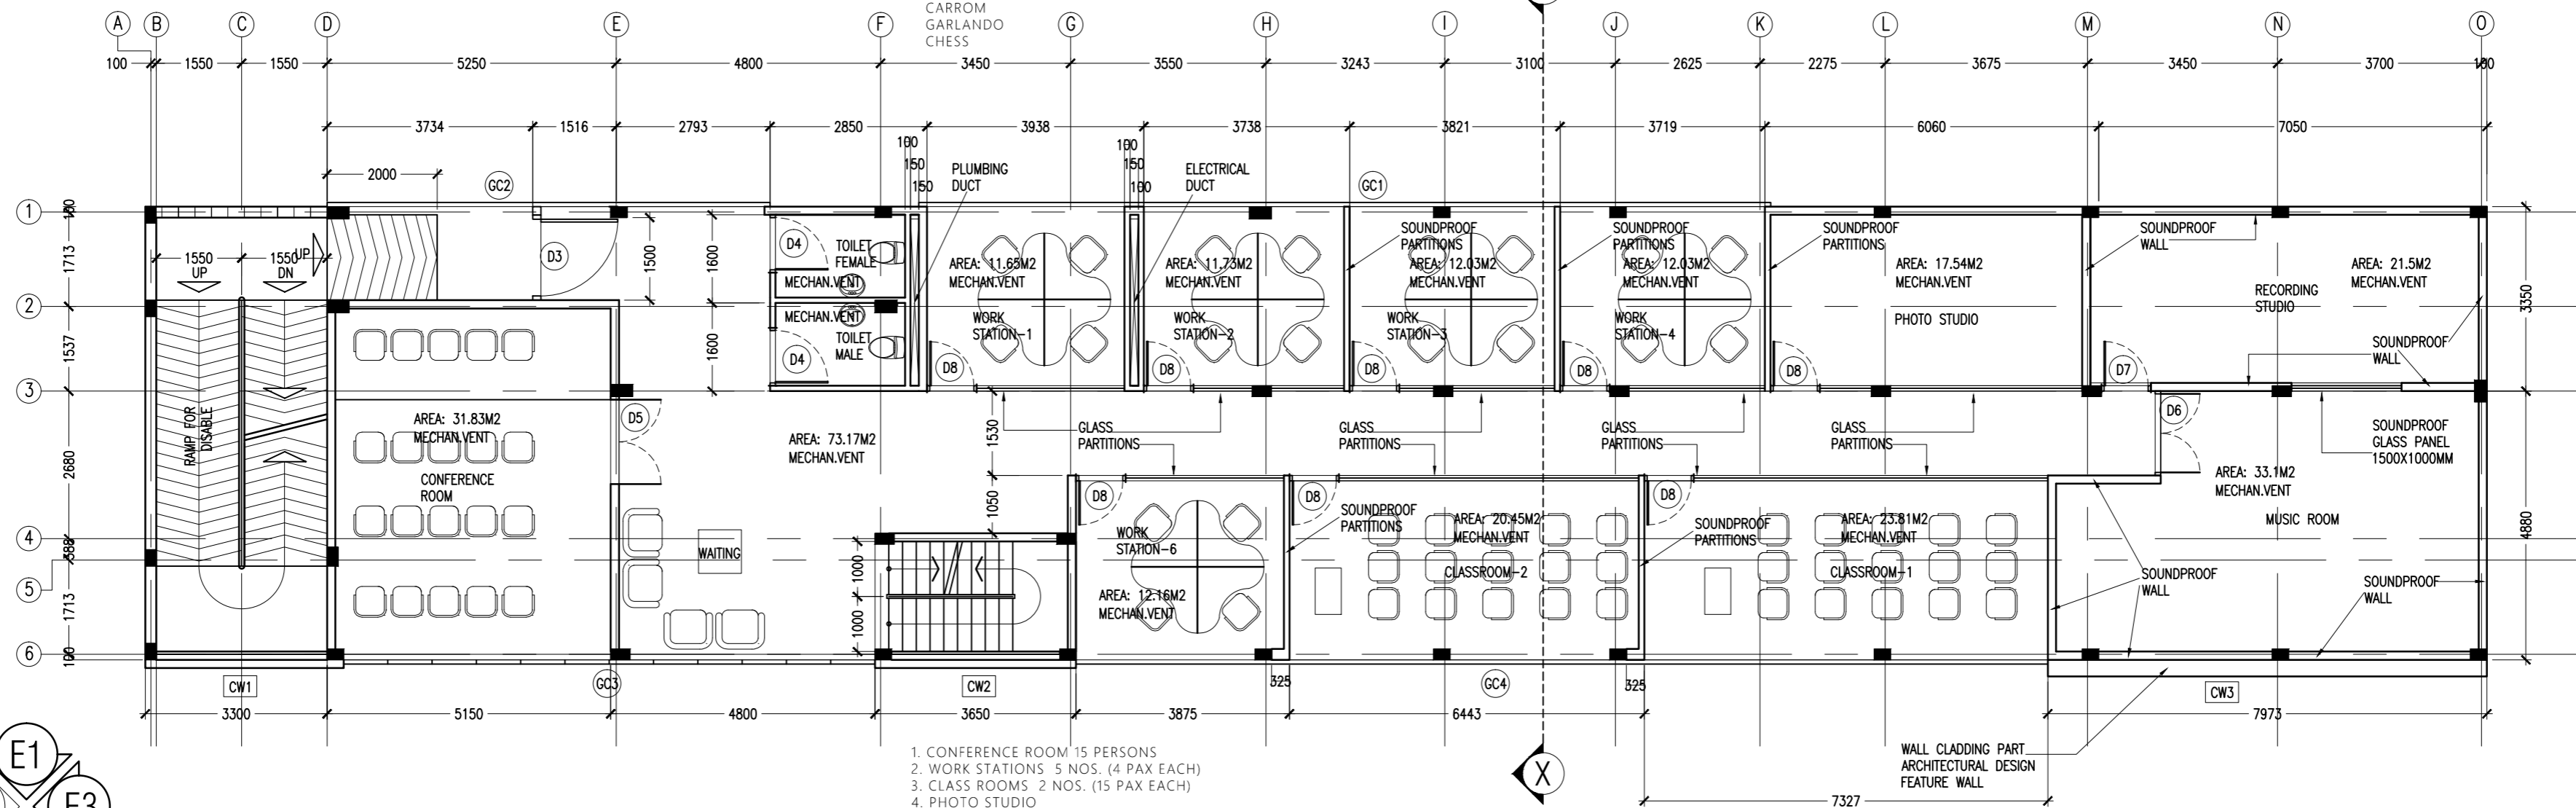 CARROM
GARLANDO
CHESS
A B C D E F G H I J K L M N O
100 1550 1550 5250 4800 3450 3550 3243 3100 2625 2275 3675 3450 3700 100
3734 1516 2793 2850 3938 3738 3821 3719 6060 7050
100
150
150
100
150
100
2000
GC2
PLUMBING
DUCT
ELECTRICAL
DUCT
GC1
1
2
3
4
5
6
100
1713
1537
2680
388
1713
100
1550
UP
1550
DN
UP
D3
1500
1600
1600
D4
TOILET
FEMALE
MECHAN.VENT
MECHAN.VENT
TOILET
MALE
D4
AREA: 11.65M2
MECHAN.VENT
WORK
STATION-1
D8
AREA: 11.73M2
MECHAN.VENT
WORK
STATION-2
D8
SOUNDPROOF
PARTITIONS
AREA: 12.03M2
MECHAN.VENT
WORK
STATION-3
D8
SOUNDPROOF
PARTITIONS
AREA: 12.03M2
MECHAN.VENT
WORK
STATION-4
D8
SOUNDPROOF
PARTITIONS
AREA: 17.54M2
MECHAN.VENT
PHOTO STUDIO
D8
SOUNDPROOF
WALL
AREA: 21.5M2
MECHAN.VENT
RECORDING
STUDIO
SOUNDPROOF
WALL
D7
3350
4880
RAMP FOR
DISABLE
AREA: 31.83M2
MECHAN.VENT
CONFERENCE
ROOM
D5
AREA: 73.17M2
MECHAN.VENT
WAITING
1530
1050
1000
1000
GLASS
PARTITIONS
GLASS
PARTITIONS
GLASS
PARTITIONS
GLASS
PARTITIONS
D6
SOUNDPROOF
GLASS PANEL
1500X1000MM
AREA: 33.1M2
MECHAN.VENT
MUSIC ROOM
D8
WORK
STATION-6
AREA: 12.16M2
MECHAN.VENT
D8
SOUNDPROOF
PARTITIONS
AREA: 20.45M2
MECHAN.VENT
CLASSROOM-2
D8
SOUNDPROOF
PARTITIONS
AREA: 23.81M2
MECHAN.VENT
CLASSROOM-1
SOUNDPROOF
WALL
SOUNDPROOF
WALL
CW1
GC3
CW2
325
GC4
325
CW3
3300 5150 4800 3650 3875 6443 7973
E1
E3
1. CONFERENCE ROOM 15 PERSONS
2. WORK STATIONS 5 NOS. (4 PAX EACH)
3. CLASS ROOMS 2 NOS. (15 PAX EACH)
4. PHOTO STUDIO
X
WALL CLADDING PART
ARCHITECTURAL DESIGN
FEATURE WALL
7327